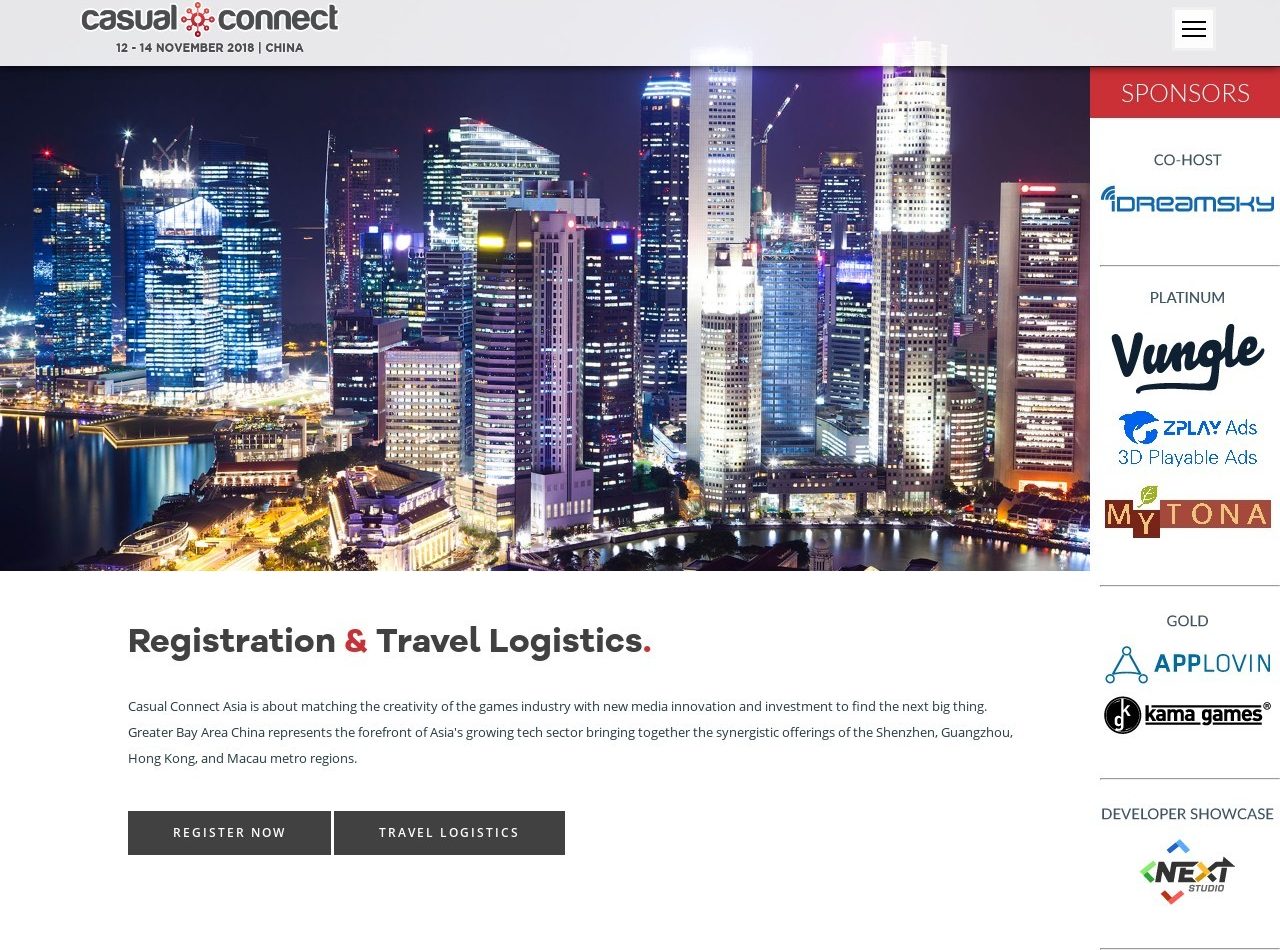 casual connect
12 - 14 NOVEMBER 2018 | CHINA
SPONSORS
CO-HOST
iDREAMSKY
PLATINUM
Vungle
ZPLAY Ads
3D Playable Ads
MYTONA
GOLD
APPLOVIN
kama games®
DEVELOPER SHOWCASE
NEXT
STUDIO
Registration & Travel Logistics.
Casual Connect Asia is about matching the creativity of the games industry with new media innovation and investment to find the next big thing.
Greater Bay Area China represents the forefront of Asia's growing tech sector bringing together the synergistic offerings of the Shenzhen, Guangzhou,
Hong Kong, and Macau metro regions.
REGISTER NOW
TRAVEL LOGISTICS